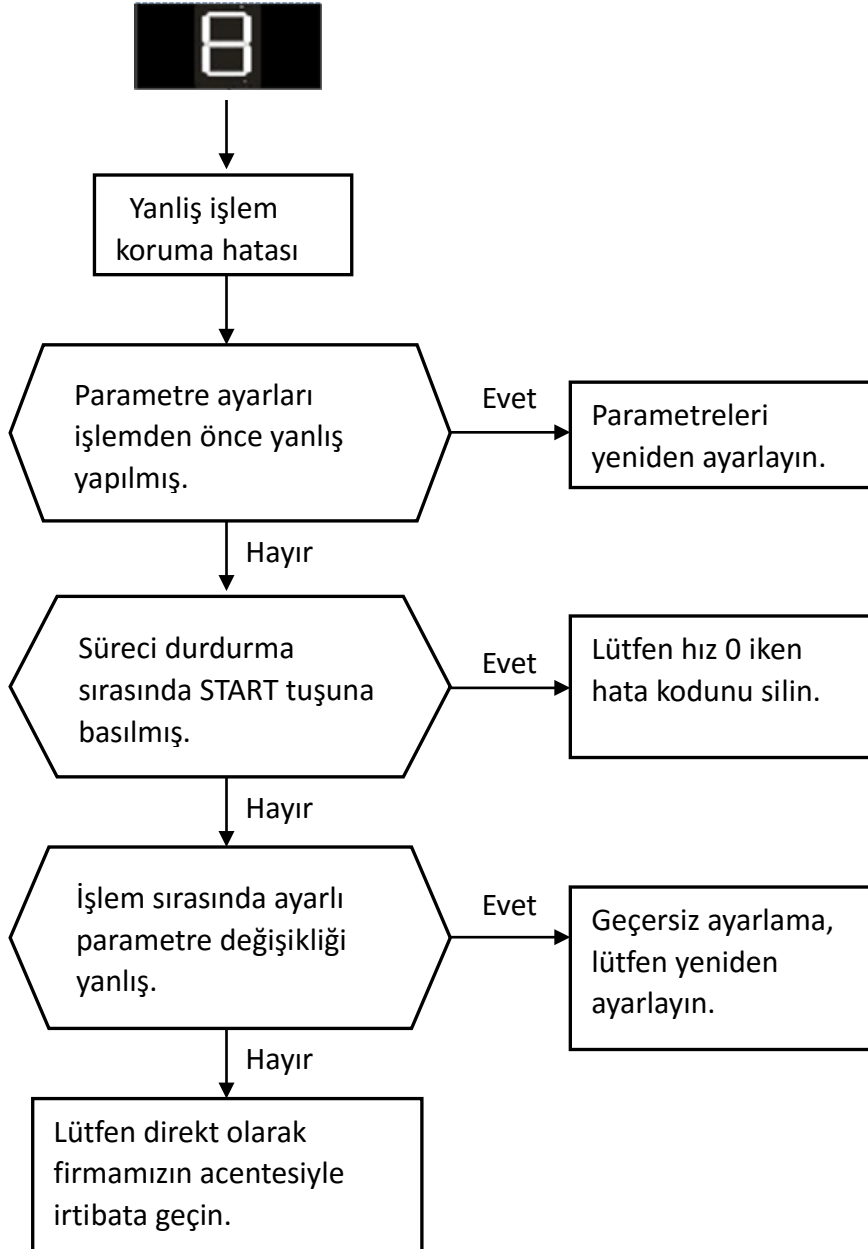 8
Yanliş işlem
koruma hatası
Parametre ayarları
işlemden önce yanlış
yapılmış.
Evet
Parametreleri
yeniden ayarlayın.
Hayır
Süreci durdurma
sırasında START tuşuna
basılmış.
Evet
Lütfen hız 0 iken
hata kodunu silin.
Hayır
İşlem sırasında ayarlı
parametre değişikliği
yanlış.
Evet
Geçersiz ayarlama,
lütfen yeniden
ayarlayın.
Hayır
Lütfen direkt olarak
firmamızın acentesiyle
irtibata geçin.